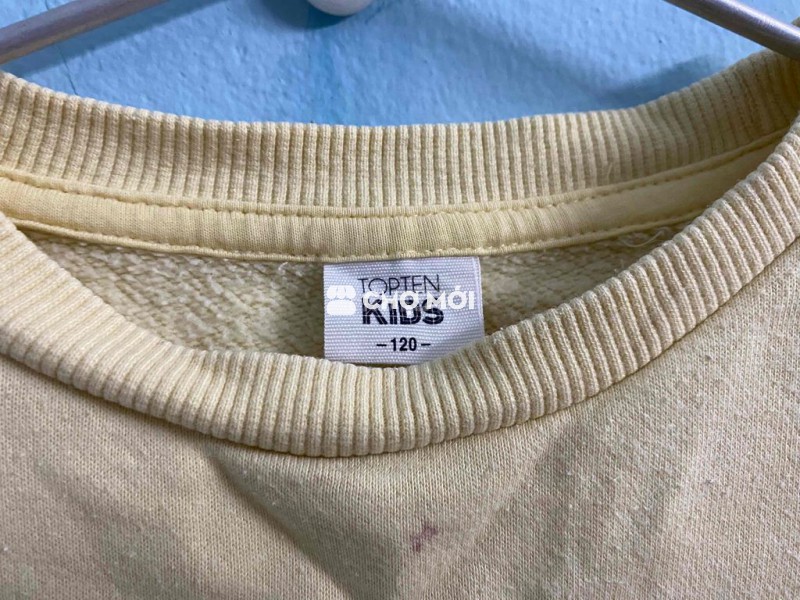 TOPTEN
KIDS
CHỢ MỚI
-120-